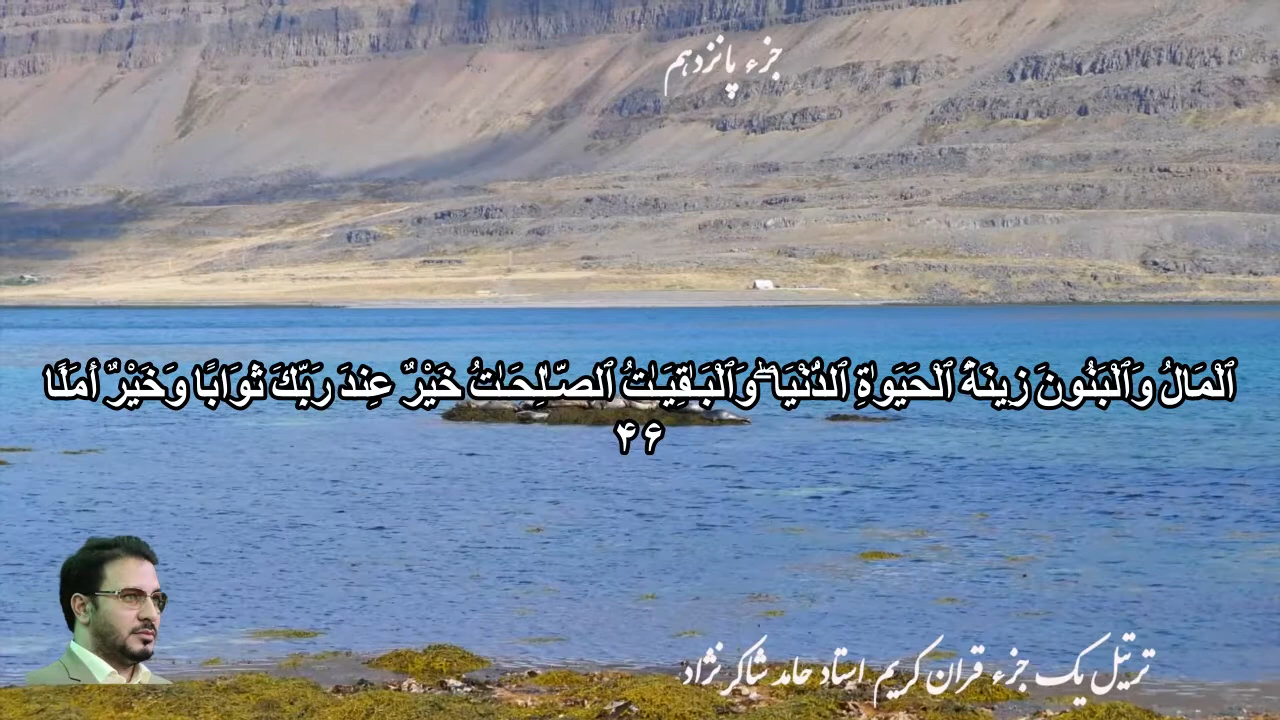 جزء پانزدهم
ٱلْمَالُ وَٱلْبَنُونَ زِينَةُ ٱلْحَيَوٰةِ ٱلدُّنْيَا ۖ وَٱلْبَـٰقِيَـٰتُ ٱلصَّـٰلِحَـٰتُ خَيْرٌ عِندَ رَبِّكَ ثَوَابًا وَخَيْرٌ أَمَلًا
۴۶
ترتیل یک جزء قران کریم استاد حامد شاکرنژاد